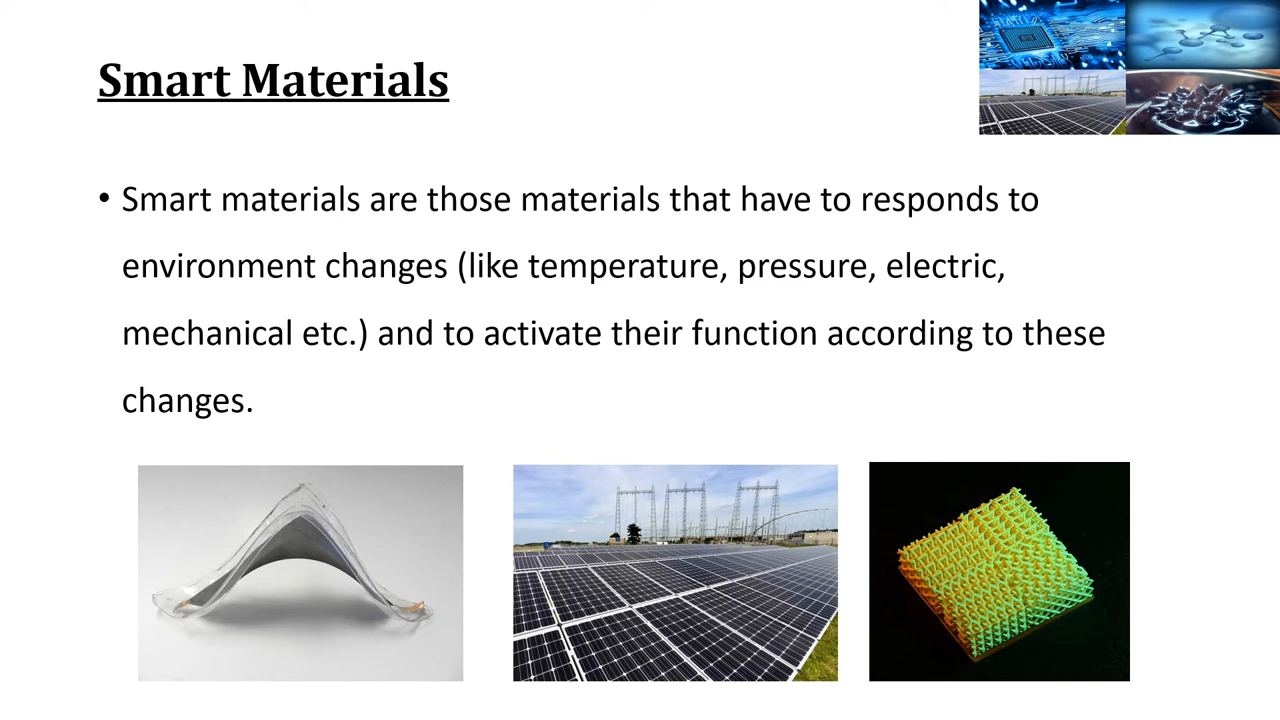 Smart Materials
• Smart materials are those materials that have to responds to
environment changes (like temperature, pressure, electric,
mechanical etc.) and to activate their function according to these
changes.